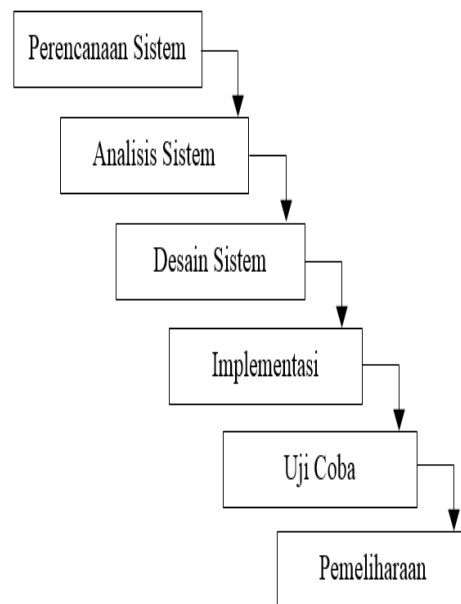 Perencanaan Sistem
Analisis Sistem
Desain Sistem
Implementasi
Uji Coba
Pemeliharaan